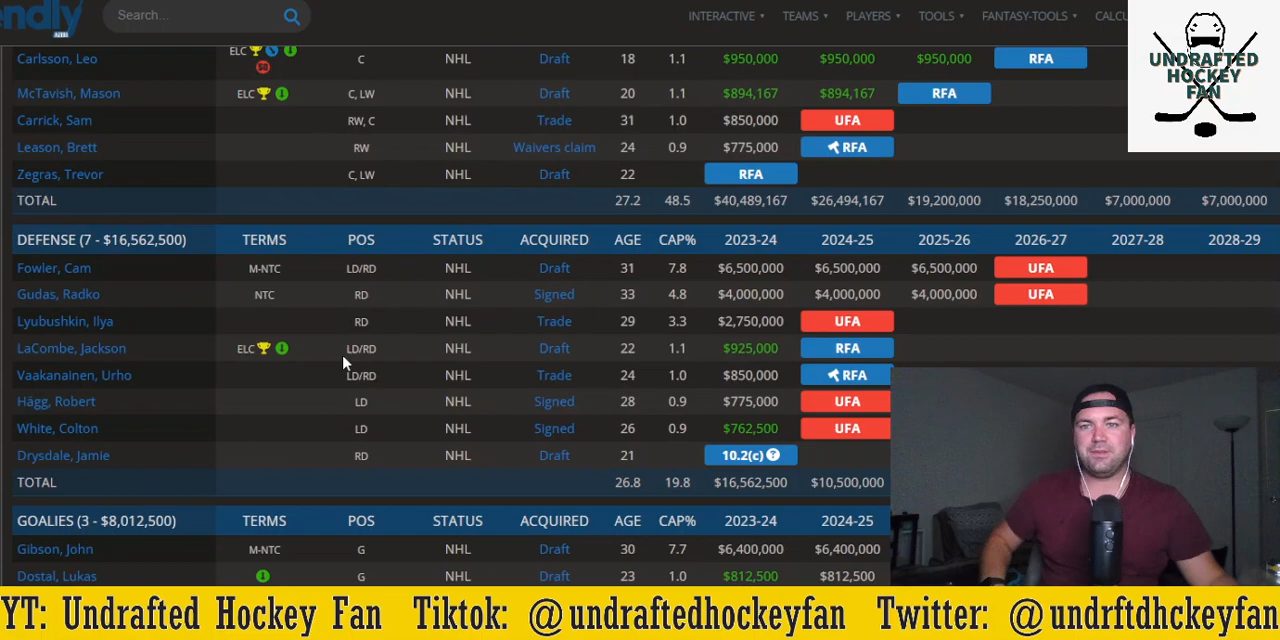 endly
Search...
INTERACTIVE TEAMS PLAYERS TOOLS FANTASY-TOOLS
UNDRAFTED
HOCKEY
FAN
Carlsson, Leo ELC C NHL Draft 18 1.1 $950,000 $950,000 $950,000 RFA
McTavish, Mason ELC C, LW NHL Draft 20 1.1 $894,167 $894,167 RFA
Carrick, Sam RW, C NHL Trade 31 1.0 $850,000 UFA
Leason, Brett RW NHL Waivers claim 24 0.9 $775,000 RFA
Zegras, Trevor C, LW NHL Draft 22 RFA
TOTAL 27.2 48.5 $40,489,167 $26,494,167 $19,200,000 $18,250,000 $7,000,000 $7,000,000
DEFENSE (7 - $16,562,500) TERMS POS STATUS ACQUIRED AGE CAP% 2023-24 2024-25 2025-26 2026-27 2027-28 2028-29
Fowler, Cam M-NTC LD/RD NHL Draft 31 7.8 $6,500,000 $6,500,000 $6,500,000 UFA
Gudas, Radko NTC RD NHL Signed 33 4.8 $4,000,000 $4,000,000 $4,000,000 UFA
Lyubushkin, Ilya RD NHL Trade 29 3.3 $2,750,000 UFA
LaCombe, Jackson ELC LD/RD NHL Draft 22 1.1 $925,000 RFA
Vaakanainen, Urho LD/RD NHL Trade 24 1.0 $850,000 RFA
Hägg, Robert LD NHL Signed 28 0.9 $775,000 UFA
White, Colton LD NHL Signed 26 0.9 $762,500 UFA
Drysdale, Jamie RD NHL Draft 21 10.2(c) ?
TOTAL 26.8 19.8 $16,562,500 $10,500,000
GOALIES (3 - $8,012,500) TERMS POS STATUS ACQUIRED AGE CAP% 2023-24 2024-25
Gibson, John M-NTC G NHL Draft 30 7.7 $6,400,000 $6,400,000
Dostal, Lukas G NHL Draft 23 1.0 $812,500 $812,500
YT: Undrafted Hockey Fan Tiktok: @undraftedhockeyfan Twitter: @undrftdhckeyfan